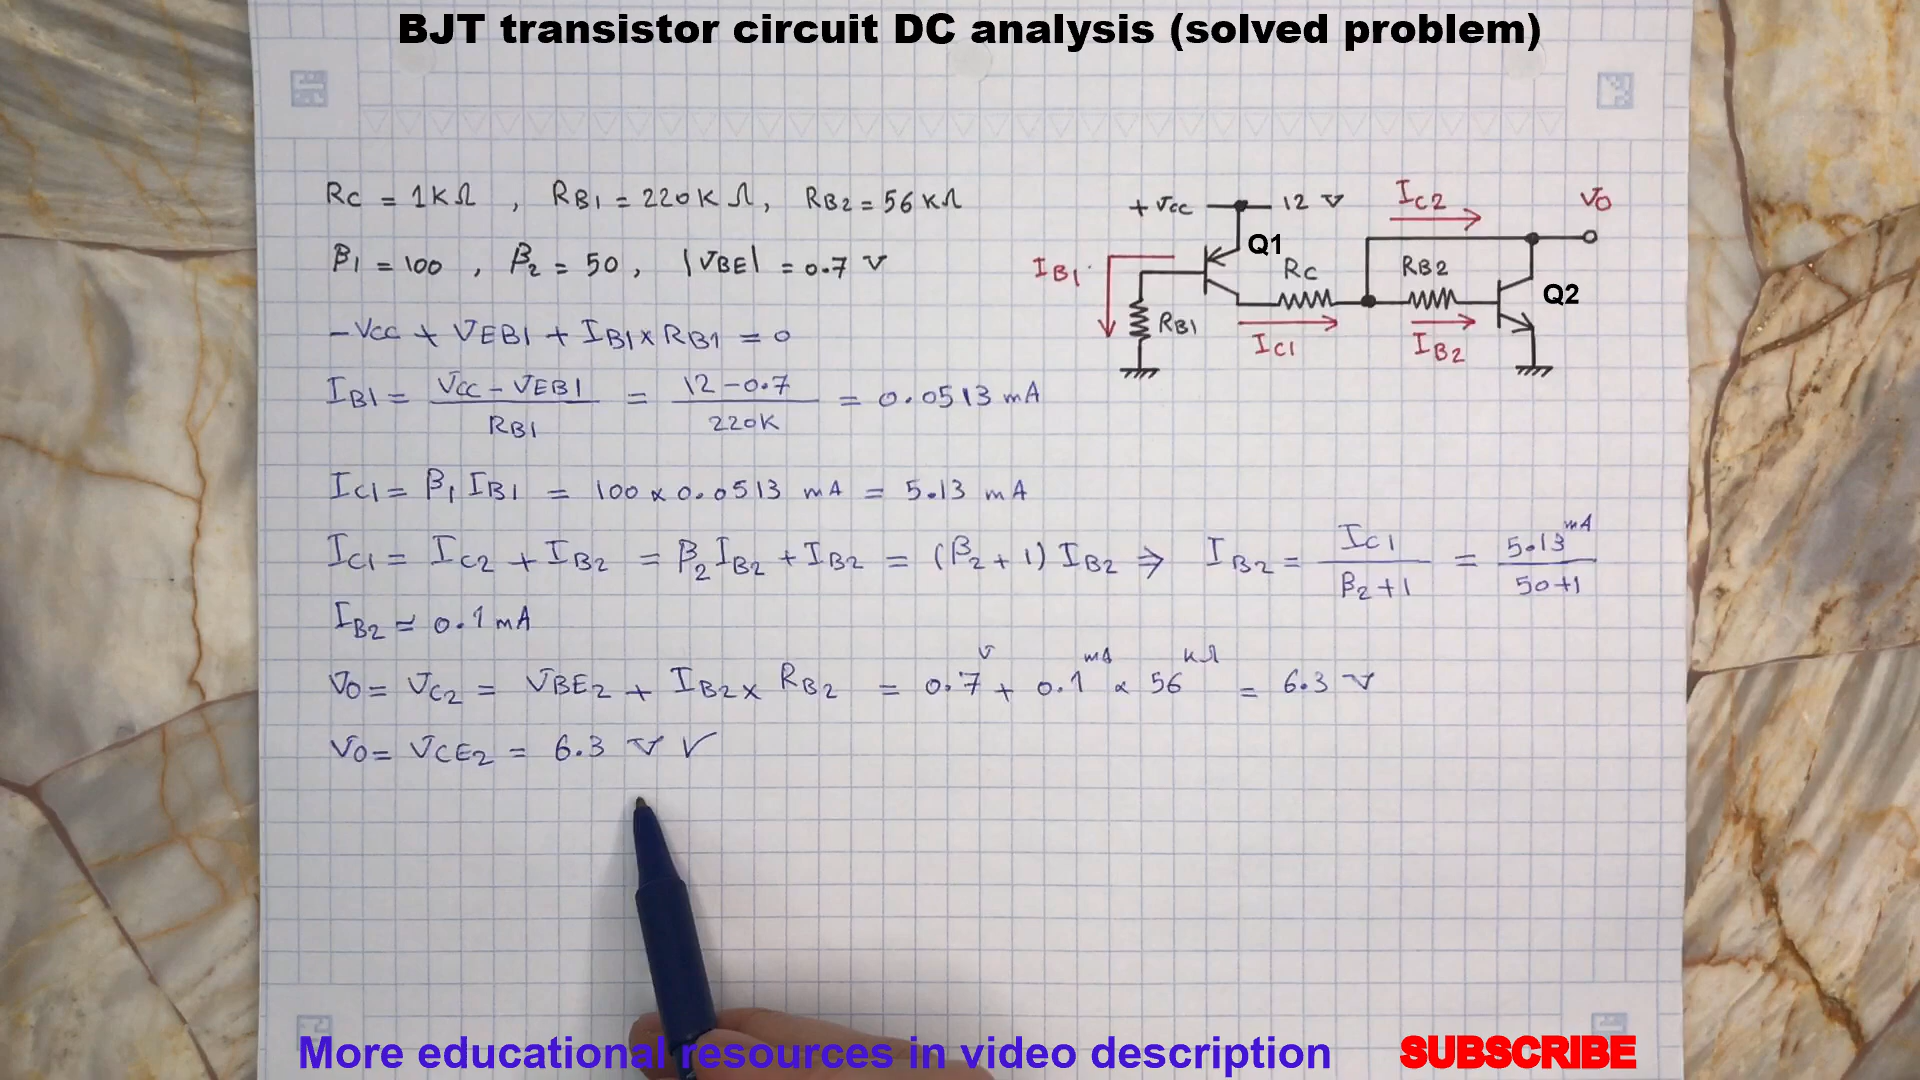 BJT transistor circuit DC analysis (solved problem)
RC = 1KΩ , RB1 = 220KΩ, RB2 = 56KΩ
β1 = 100 , β2 = 50, |VBE| = 0.7 V
-VCC + VEB1 + IB1 × RB1 = 0
IB1 = (VCC - VEB1) / RB1 = (12 - 0.7) / 220K = 0.0513 mA
IC1 = β1 IB1 = 100 × 0.0513 mA = 5.13 mA
IC1 = IC2 + IB2 = β2 IB2 + IB2 = (β2 + 1) IB2 ⇒ IB2 = IC1 / (β2 + 1) = 5.13 mA / (50+1)
IB2 ≈ 0.1 mA
VO = VC2 = VBE2 + IB2 × RB2 = 0.7 V + 0.1 mA × 56 KΩ = 6.3 V
VO = VCE2 = 6.3 V ✓
+VCC 12 V
IC2
VO
Q1
IB1
RC
RB2
Q2
RB1
IC1
IB2
More educational resources in video description
SUBSCRIBE